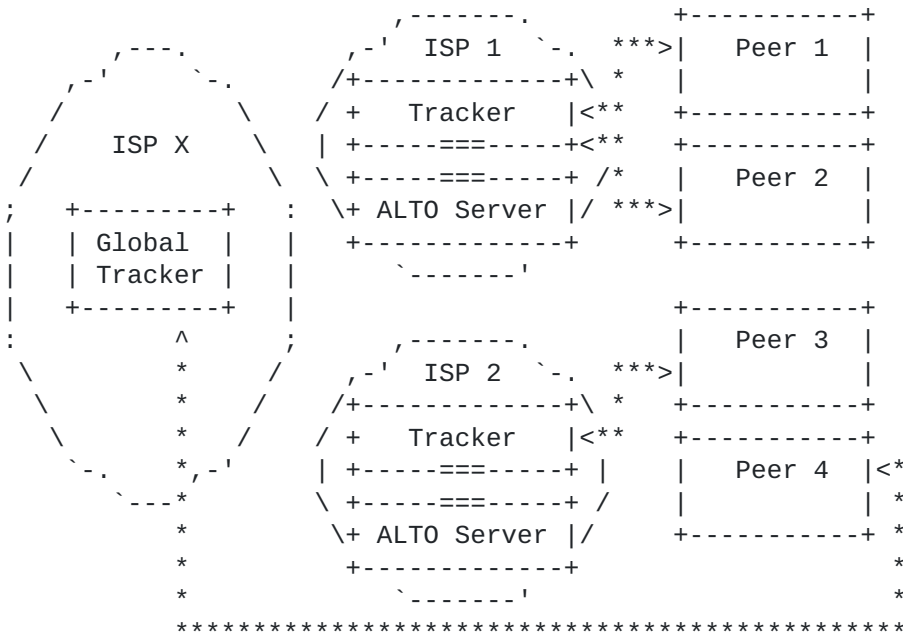 ISP 1
Peer 1
Tracker
ISP X
Peer 2
ALTO Server
Global
Tracker
Peer 3
ISP 2
Tracker
Peer 4
ALTO Server